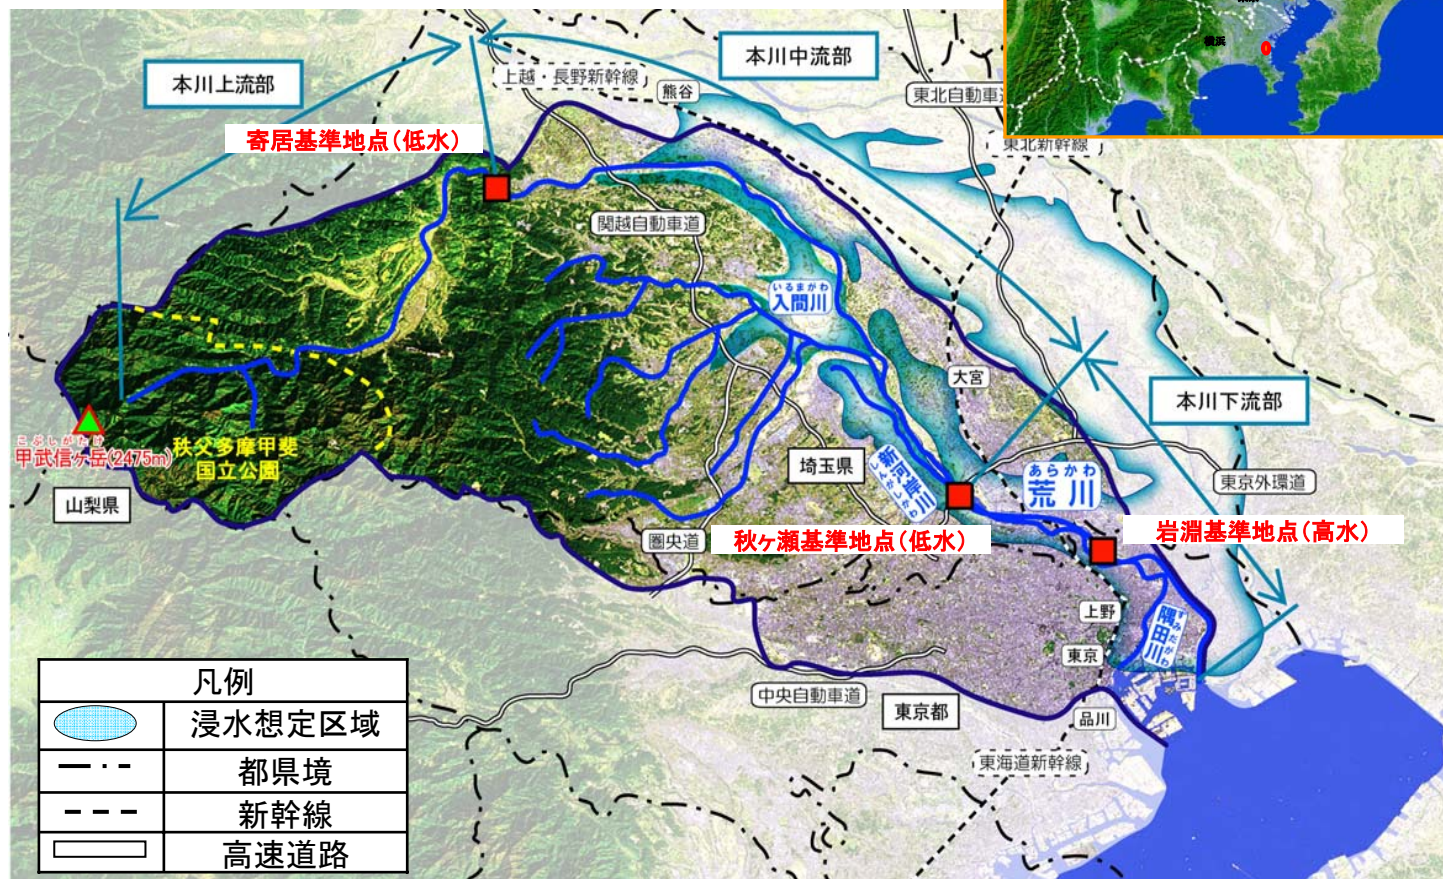 横浜
本川上流部
本川中流部
上越・長野新幹線
熊谷
東北自動車道
寄居基準地点(低水)
東北新幹線
関越自動車道
いるまがわ
入間川
大宮
本川下流部
こぶしがたけ
甲武信ヶ岳(2475m)
秩父多摩甲斐
国立公園
山梨県
埼玉県
新河岸川
しんがしがわ
あらかわ
荒川
東京外環道
圏央道
秋ヶ瀬基準地点(低水)
岩淵基準地点(高水)
上野
隅田川
すみだがわ
東京
中央自動車道
東京都
品川
東海道新幹線
凡例
浸水想定区域
都県境
新幹線
高速道路